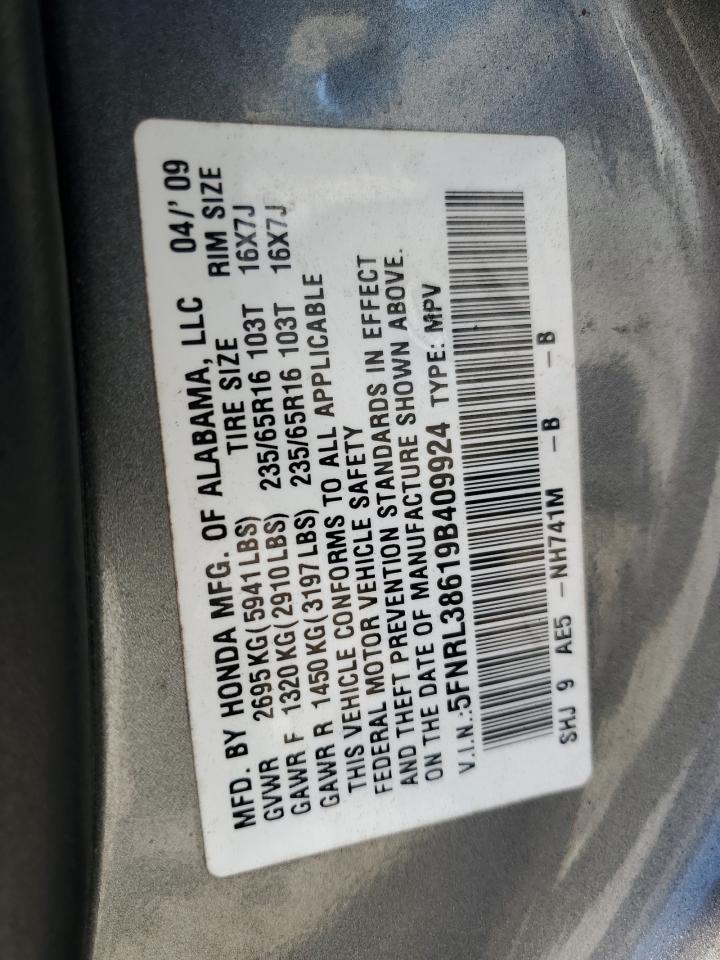 MFD. BY HONDA MFG. OF ALABAMA, LLC 04/' 09
GVWR TIRE SIZE RIM SIZE
2695KG(5941LBS)
GAWR F 1320KG(2910LBS) 235/65R16 103T 16X7J
GAWR R 1450KG(3197LBS) 235/65R16 103T 16X7J
THIS VEHICLE CONFORMS TO ALL APPLICABLE
FEDERAL MOTOR VEHICLE SAFETY
AND THEFT PREVENTION STANDARDS IN EFFECT
ON THE DATE OF MANUFACTURE SHOWN ABOVE.
V.I.N.:5FNRL38619B409924 TYPE: MPV
SHJ 9 AE5 -NH741M -B -B